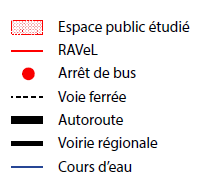 Espace public étudié
RAVeL
Arrêt de bus
Voie ferrée
Autoroute
Voirie régionale
Cours d'eau